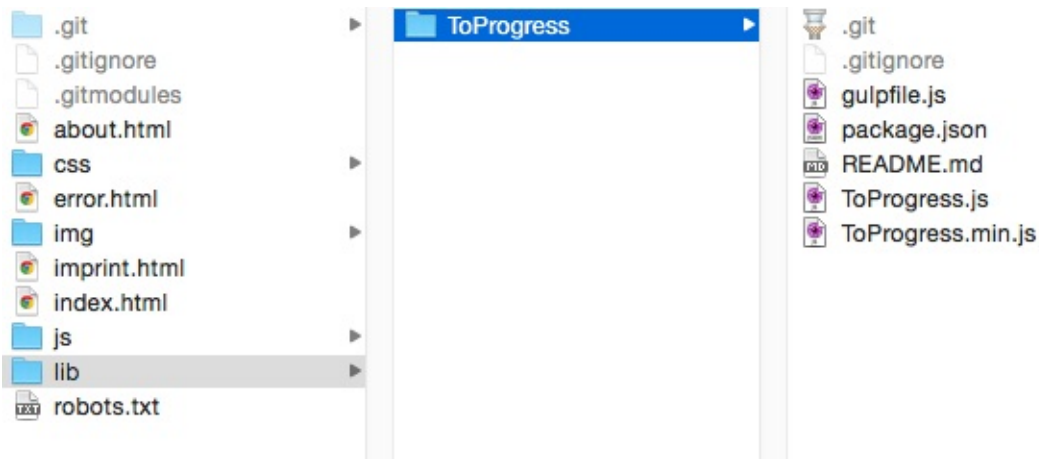 .git
.gitignore
.gitmodules
about.html
css
error.html
img
imprint.html
index.html
js
lib
robots.txt
ToProgress
.git
.gitignore
gulpfile.js
package.json
README.md
ToProgress.js
ToProgress.min.js